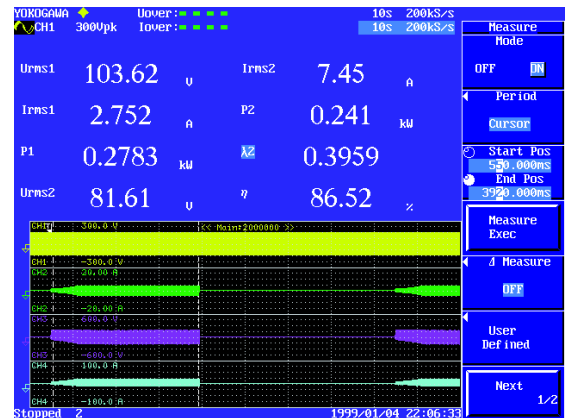 YOKOGAWA ◆ Uover:= = = = 10s 200kS/s
CH1 300Vpk Iover:= = = = 10s 200kS/s
Measure
Mode
OFF ON
Urms1 103.62 V Irms2 7.45 A
Period
Cursor
Irms1 2.752 A P2 0.241 kW
Start Pos
550.000ms
End Pos
3920.000ms
P1 0.2783 kW λ2 0.3959
Urms2 81.61 V η 86.52 %
Measure
Exec
CH1 300.0 V << Main:2000000 >>
CH1 -300.0 V
CH2 20.00 A
Δ Measure
OFF
CH2 -20.00 A
CH3 600.0 V
User
Defined
CH3 -600.0 V
CH4 100.0 A
Next
1/2
CH4 -100.0 A
Stopped 2 1999/01/04 22:06:33